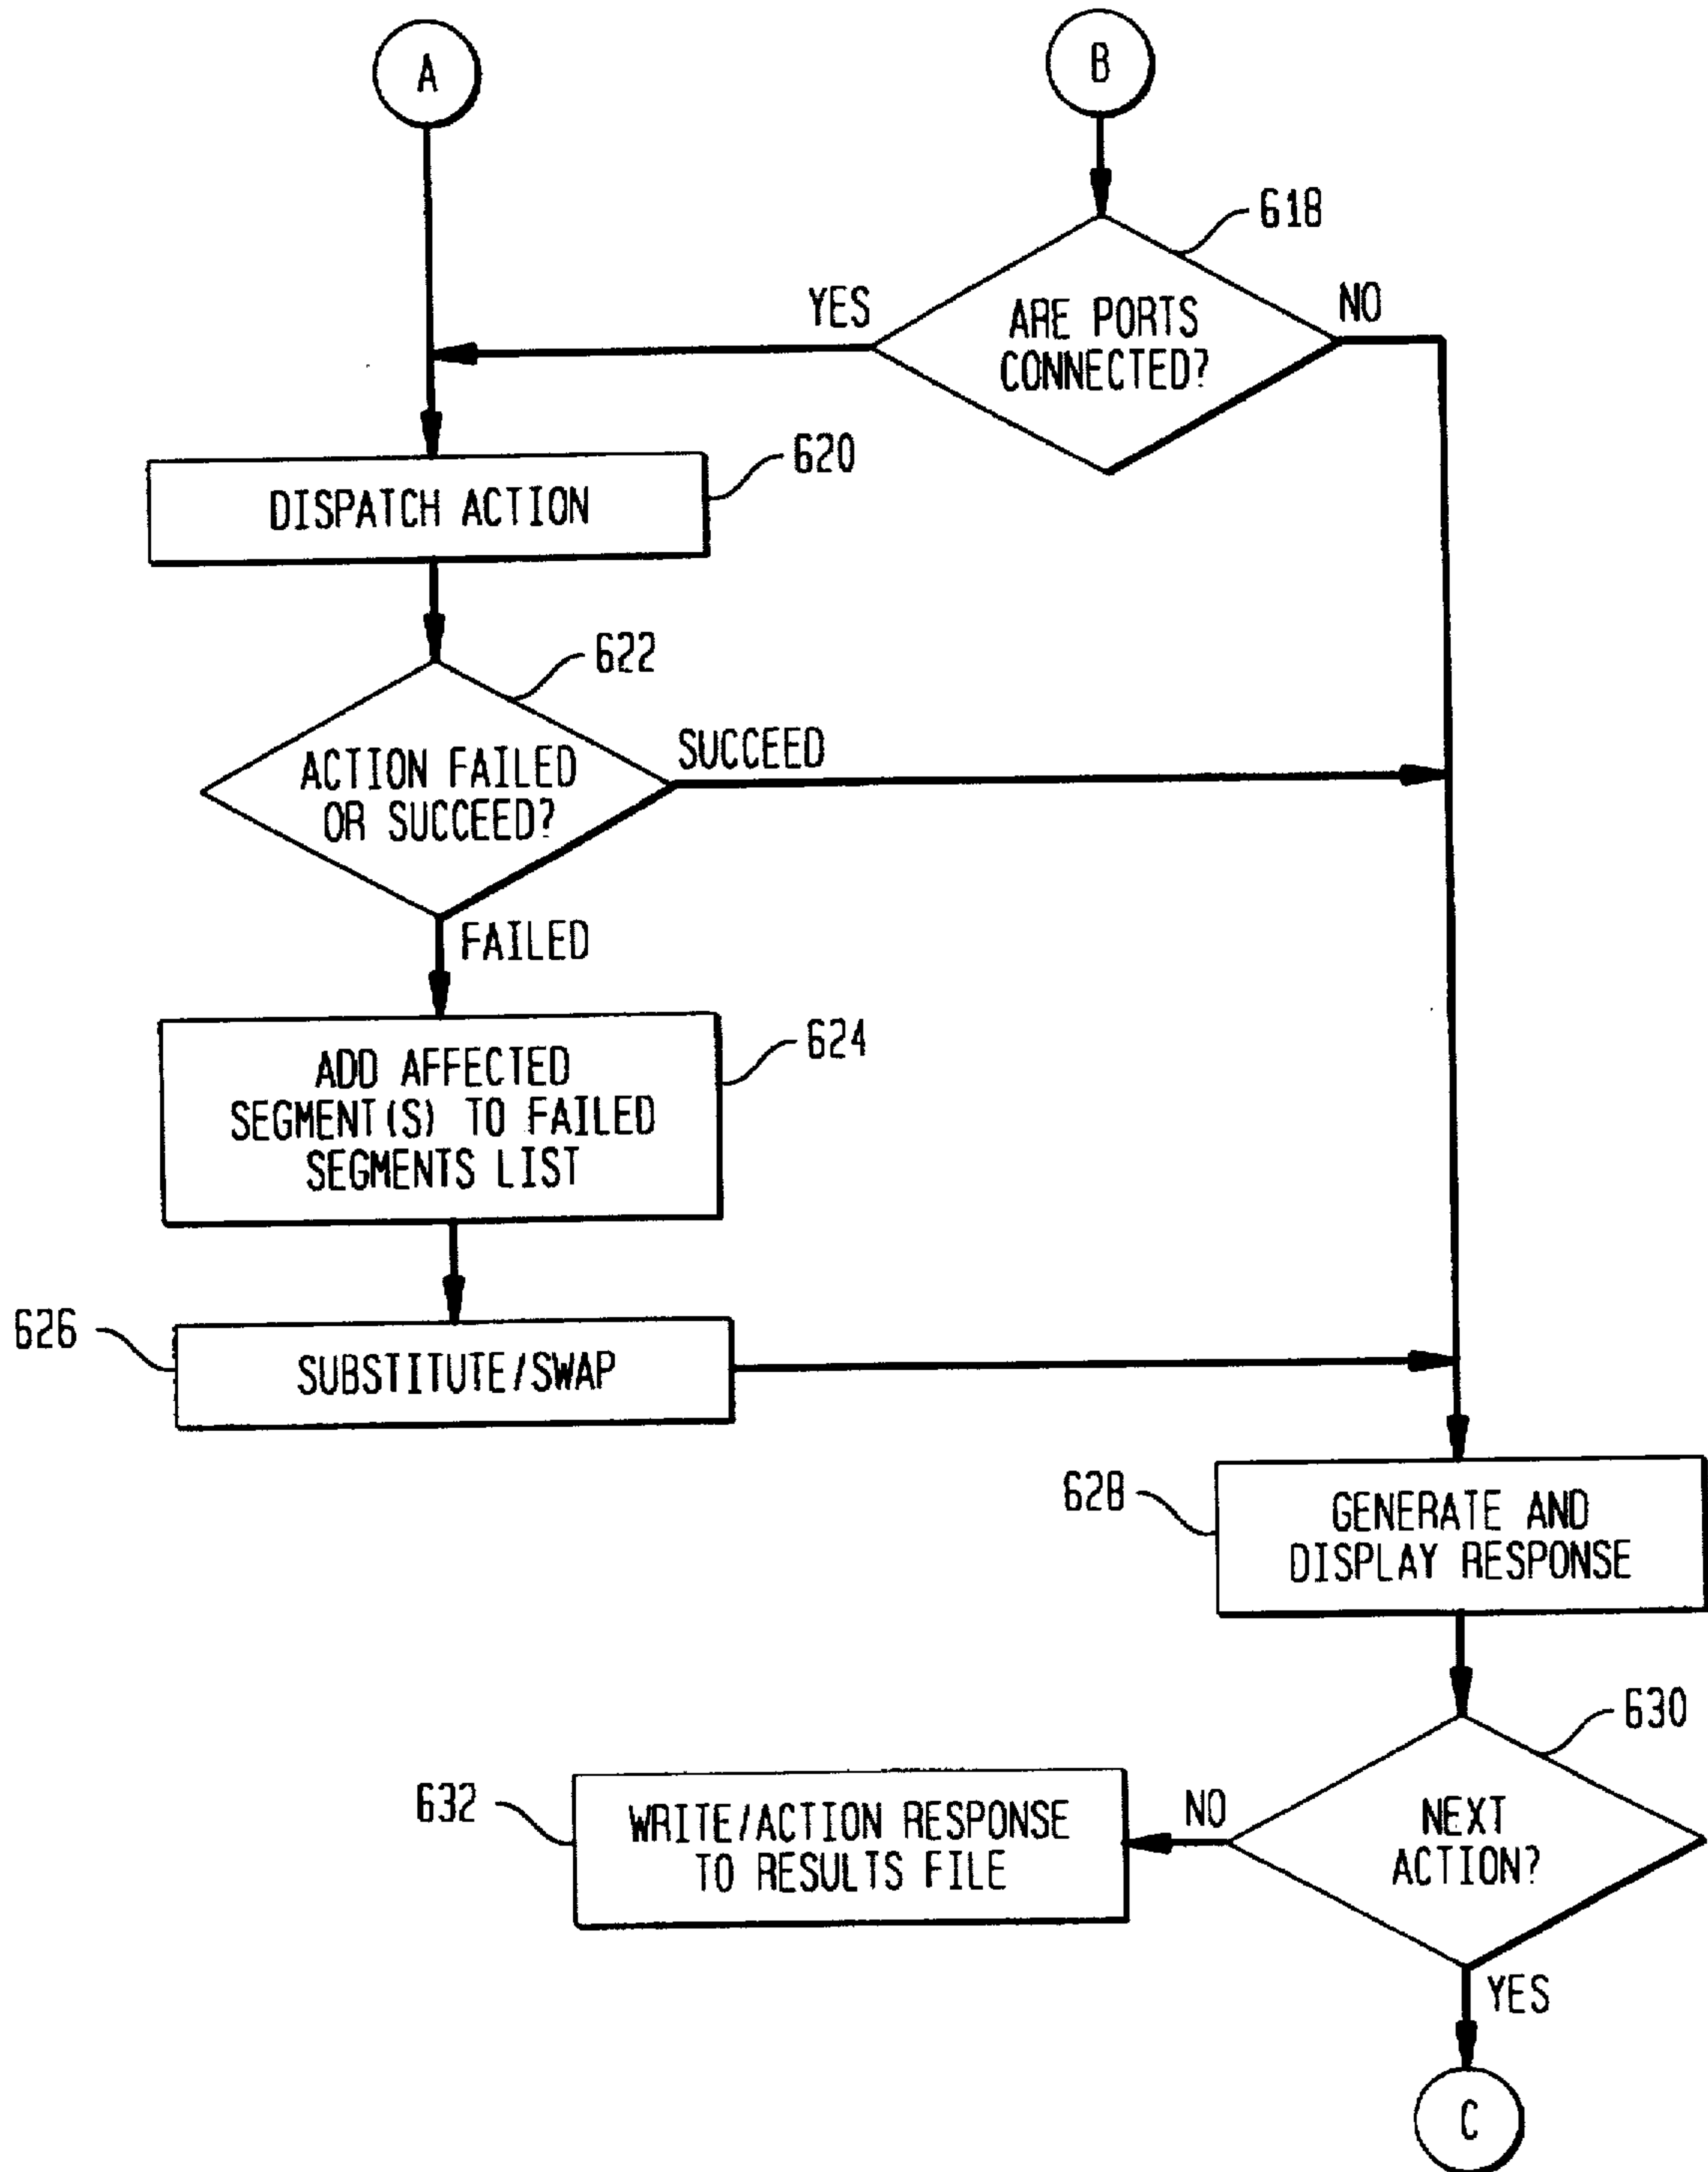 A
B
618
YES
ARE PORTS
CONNECTED?
NO
620
DISPATCH ACTION
622
ACTION FAILED
OR SUCCEED?
SUCCEED
FAILED
624
ADD AFFECTED
SEGMENT(S) TO FAILED
SEGMENTS LIST
626
SUBSTITUTE/SWAP
628
GENERATE AND
DISPLAY RESPONSE
630
NEXT
ACTION?
NO
632
WRITE/ACTION RESPONSE
TO RESULTS FILE
YES
C